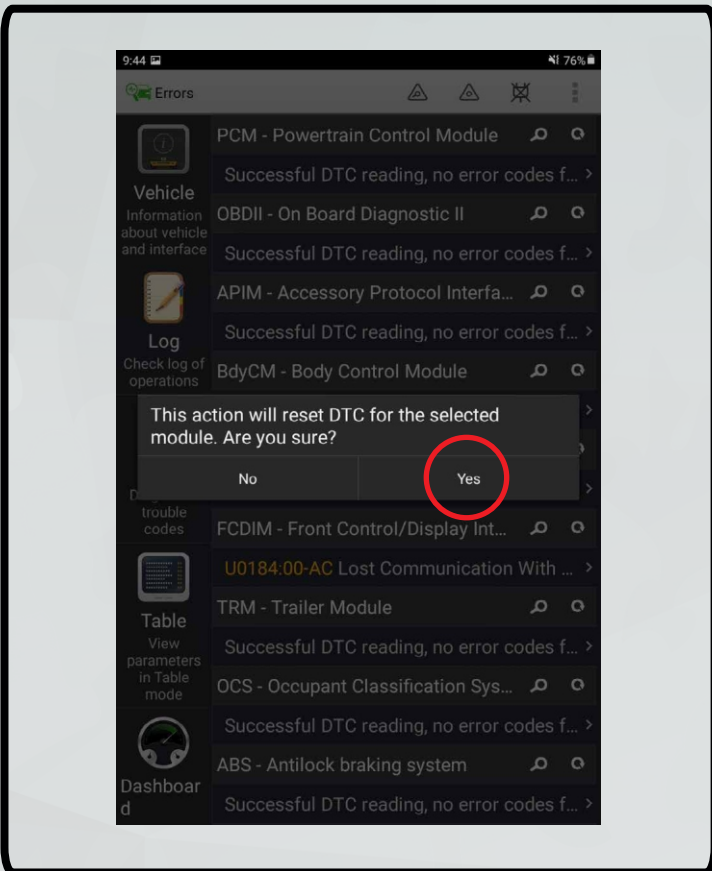 9:44 76%
Errors
PCM - Powertrain Control Module
Successful DTC reading, no error codes f...
Vehicle
Information
about vehicle
and interface
OBDII - On Board Diagnostic II
Successful DTC reading, no error codes f...
APIM - Accessory Protocol Interfa...
Successful DTC reading, no error codes f...
Log
Check log of
operations
BdyCM - Body Control Module
This action will reset DTC for the selected
module. Are you sure?
No Yes
trouble
codes
FCDIM - Front Control/Display Int...
U0184:00-AC Lost Communication With ...
Table
View
parameters
in Table
mode
TRM - Trailer Module
Successful DTC reading, no error codes f...
OCS - Occupant Classification Sys...
Successful DTC reading, no error codes f...
Dashboar
d
ABS - Antilock braking system
Successful DTC reading, no error codes f...